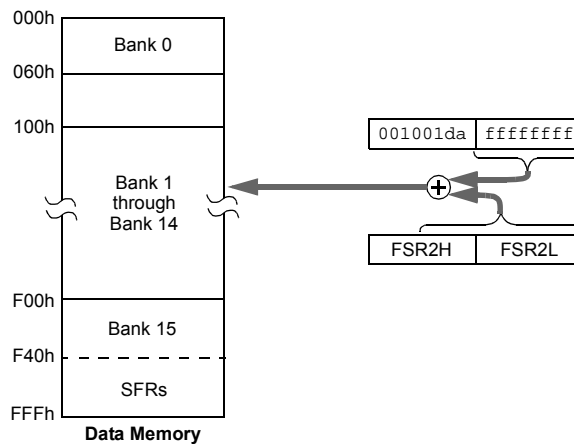 000h
Bank 0
060h
100h
001001da ffffffff
Bank 1
through
Bank 14
FSR2H FSR2L
F00h
Bank 15
F40h
SFRs
FFFh
Data Memory